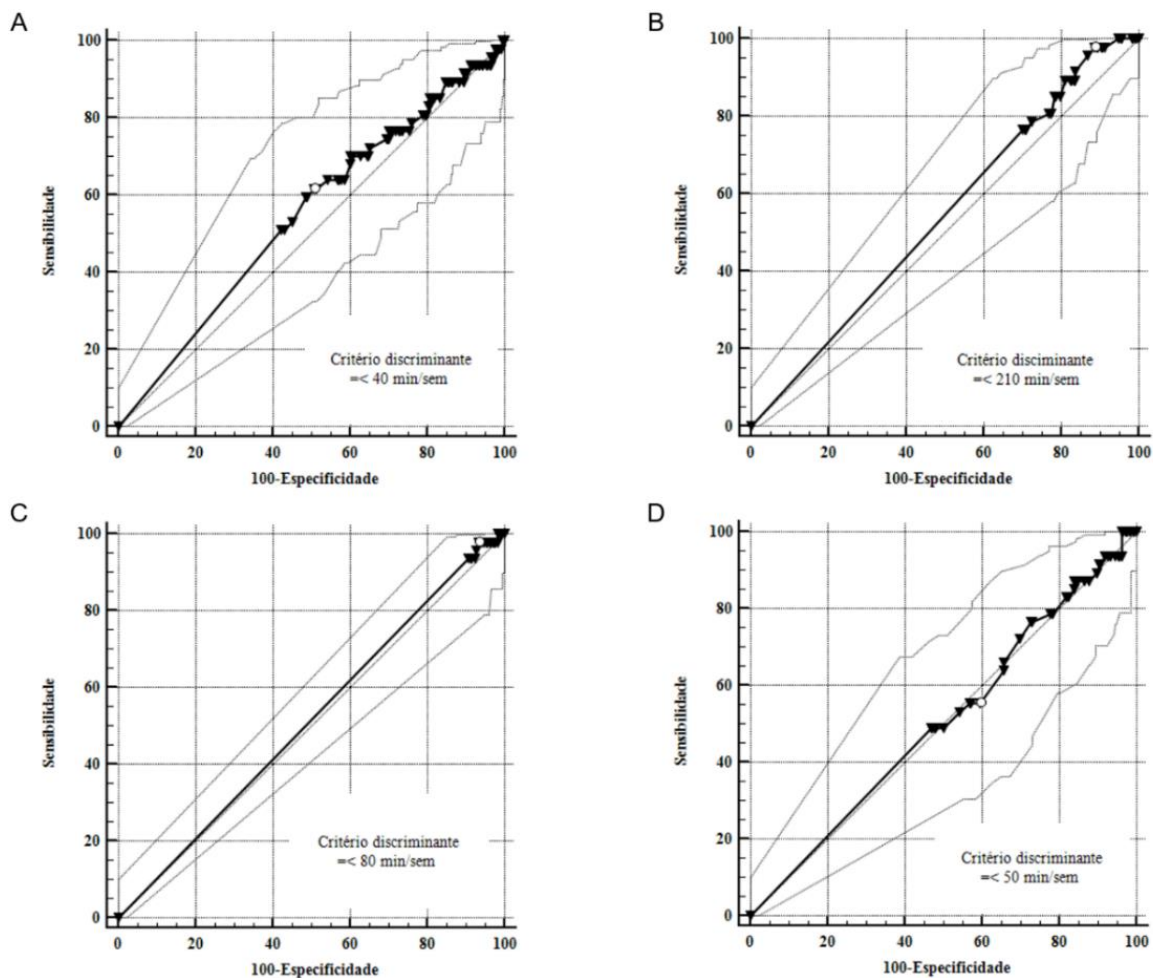 A
100
80
60
40
20
0
Sensibilidade
Critério discriminante
=< 40 min/sem
0 20 40 60 80 100
100-Especificidade
B
100
80
60
40
20
0
Sensibilidade
Critério discriminante
=< 210 min/sem
0 20 40 60 80 100
100-Especificidade
C
100
80
60
40
20
0
Sensibilidade
Critério discriminante
=< 80 min/sem
0 20 40 60 80 100
100-Especificidade
D
100
80
60
40
20
0
Sensibilidade
Critério discriminante
=< 50 min/sem
0 20 40 60 80 100
100-Especificidade